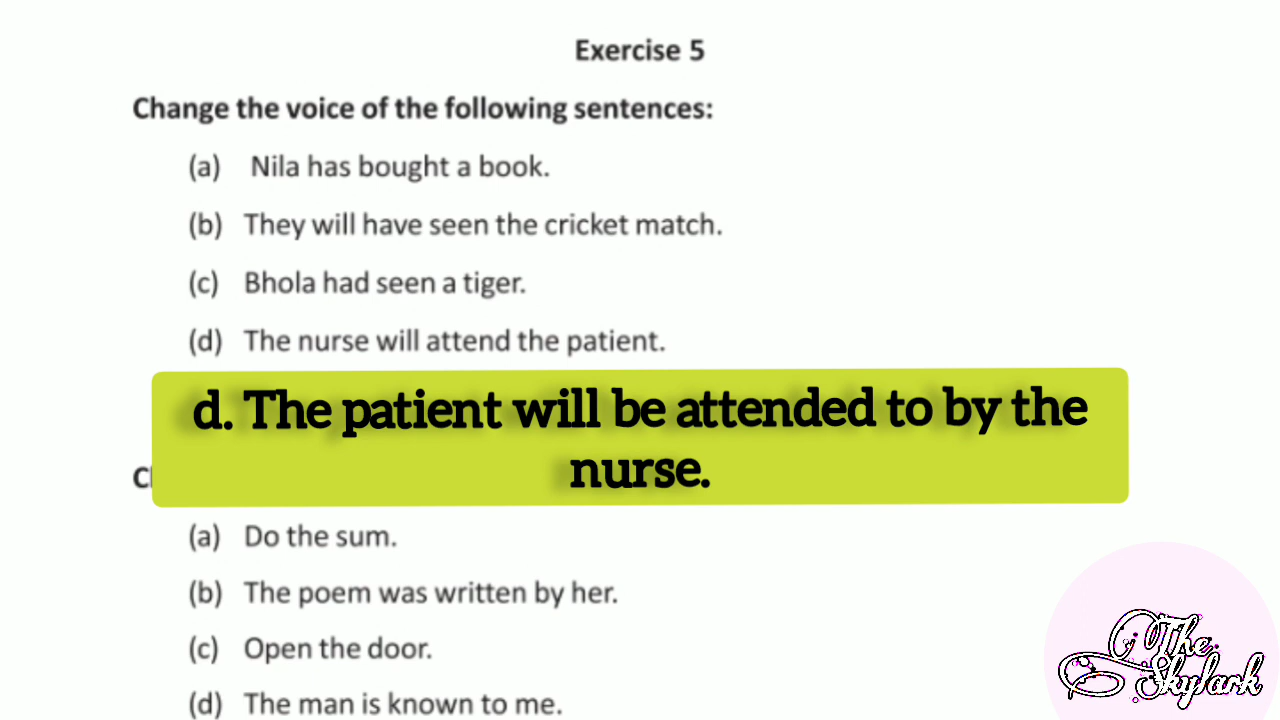 Exercise 5
Change the voice of the following sentences:
(a) Nila has bought a book.
(b) They will have seen the cricket match.
(c) Bhola had seen a tiger.
(d) The nurse will attend the patient.
d. The patient will be attended to by the
nurse.
(a) Do the sum.
(b) The poem was written by her.
(c) Open the door.
(d) The man is known to me.
The
Skylark